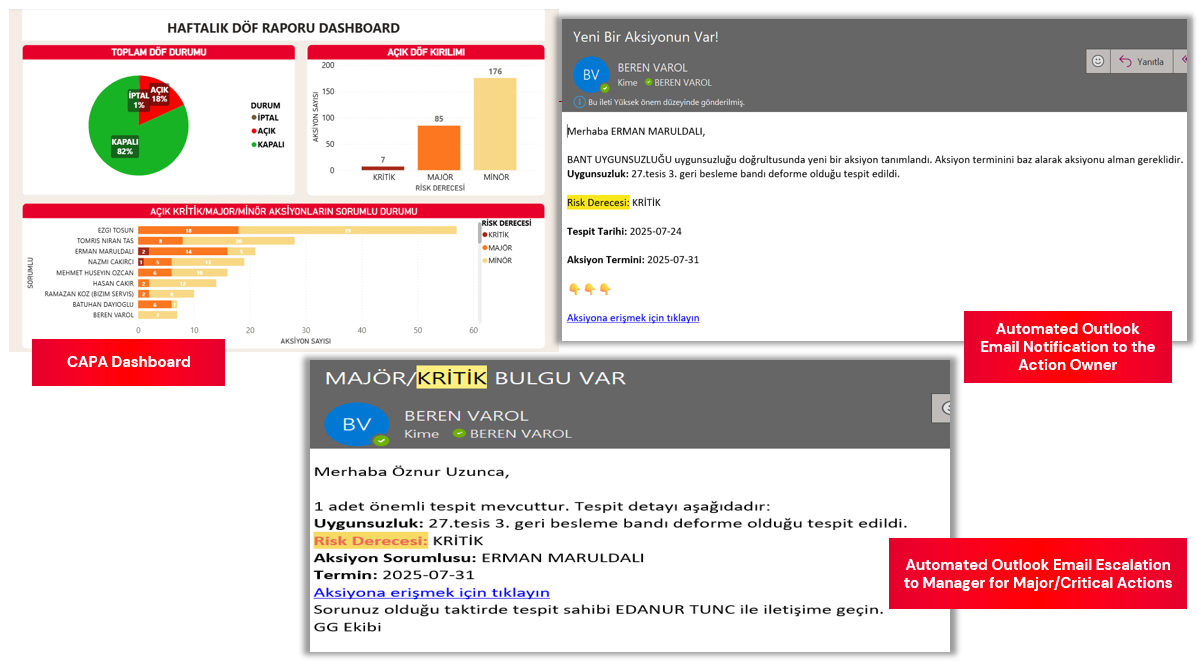 HAFTALIK DÖF RAPORU DASHBOARD
TOPLAM DÖF DURUMU
İPTAL
1%
AÇIK
18%
KAPALI
82%
DURUM
İPTAL
AÇIK
KAPALI
AÇIK DÖF KIRILIMI
AKSİYON SAYISI
200
150
100
50
0
7
85
176
KRİTİK
MAJÖR
MİNÖR
RİSK DERECESİ
AÇIK KRİTİK/MAJOR/MİNÖR AKSİYONLARIN SORUMLU DURUMU
SORUMLU
EZGI TOSUN
18
39
TOMRIS NIRAN TAS
8
20
ERMAN MARULDALI
2
14
5
NAZMI CAKIRCI
1
5
13
MEHMET HUSEYIN OZCAN
6
10
HASAN CAKIR
2
12
RAMAZAN KOZ (BIZIM SERVIS)
2
8
BATUHAN DAYIOGLU
6
1
BEREN VAROL
7
0
10
20
30
40
50
60
AKSİYON SAYISI
RİSK DERECESİ
KRİTİK
MAJÖR
MİNÖR
CAPA Dashboard
Yeni Bir Aksiyonun Var!
BV
BEREN VAROL
Kime BEREN VAROL
Bu ileti Yüksek önem düzeyinde gönderilmiş.
Yanıtla
Merhaba ERMAN MARULDALI,
BANT UYGUNSUZLUĞU uygunsuzluğu doğrultusunda yeni bir aksiyon tanımlandı. Aksiyon terminini baz alarak aksiyonu alman gereklidir.
Uygunsuzluk: 27.tesis 3. geri besleme bandı deforme olduğu tespit edildi.
Risk Derecesi: KRİTİK
Tespit Tarihi: 2025-07-24
Aksiyon Termini: 2025-07-31
👇👇👇
Aksiyona erişmek için tıklayın
Automated Outlook
Email Notification to the
Action Owner
MAJÖR/KRİTİK BULGU VAR
BV
BEREN VAROL
Kime BEREN VAROL
Merhaba Öznur Uzunca,
1 adet önemli tespit mevcuttur. Tespit detayı aşağıdadır:
Uygunsuzluk: 27.tesis 3. geri besleme bandı deforme olduğu tespit edildi.
Risk Derecesi: KRİTİK
Aksiyon Sorumlusu: ERMAN MARULDALI
Termin: 2025-07-31
Aksiyona erişmek için tıklayın
Sorunuz olduğu taktirde tespit sahibi EDANUR TUNC ile iletişime geçin.
GG Ekibi
Automated Outlook Email Escalation
to Manager for Major/Critical Actions